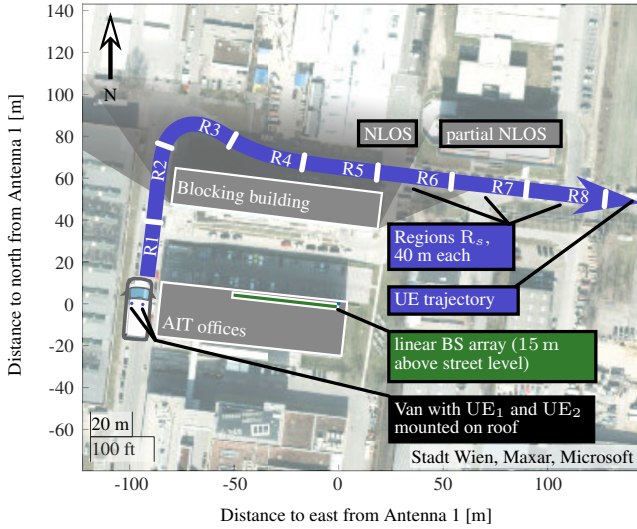 140
120
100
80
60
40
20
0
-20
-40
-60
Distance to north from Antenna 1 [m]
N
NLOS
partial NLOS
R1
R2
R3
R4
R5
R6
R7
R8
Blocking building
Regions Rₛ,
40 m each
UE trajectory
AIT offices
linear BS array (15 m
above street level)
Van with UE₁ and UE₂
mounted on roof
20 m
100 ft
Stadt Wien, Maxar, Microsoft
-100
-50
0
50
100
Distance to east from Antenna 1 [m]